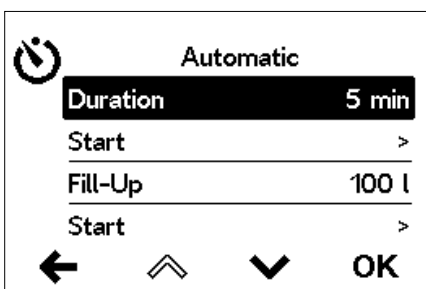 Automatic
Duration 5 min
Start >
Fill-Up 100 l
Start >
OK